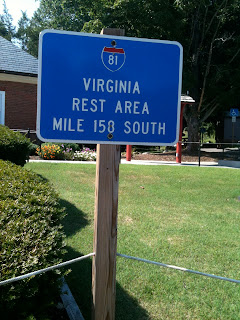 81
VIRGINIA
REST AREA
MILE 158 SOUTH